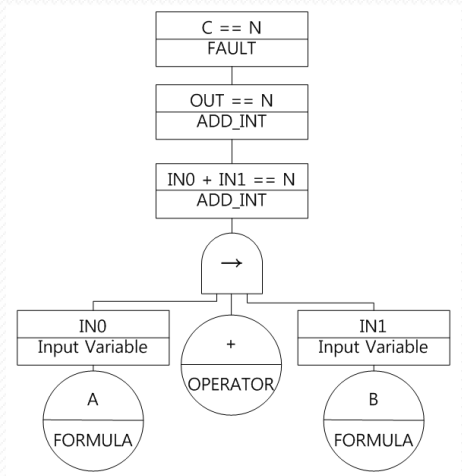 C == N
FAULT
OUT == N
ADD_INT
IN0 + IN1 == N
ADD_INT
→
IN0
Input Variable
+
OPERATOR
IN1
Input Variable
A
FORMULA
B
FORMULA